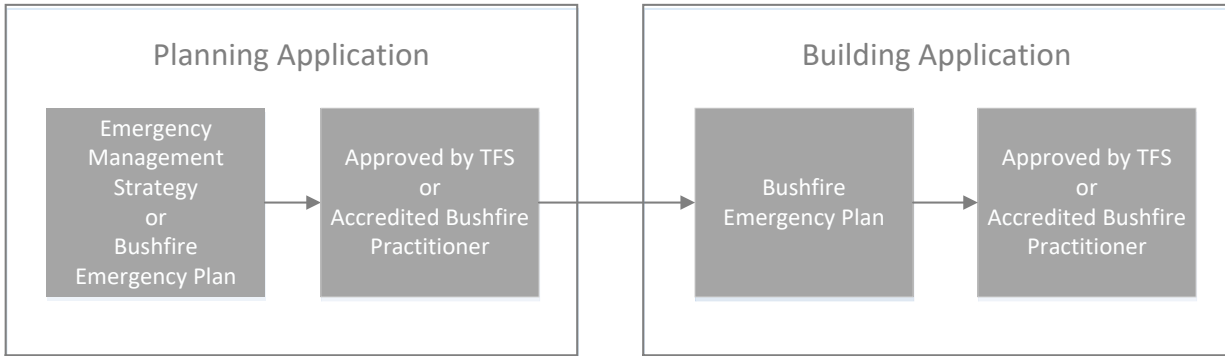 Planning Application
Emergency
Management
Strategy
or
Bushfire
Emergency Plan
Approved by TFS
or
Accredited Bushfire
Practitioner
Building Application
Bushfire
Emergency Plan
Approved by TFS
or
Accredited Bushfire
Practitioner